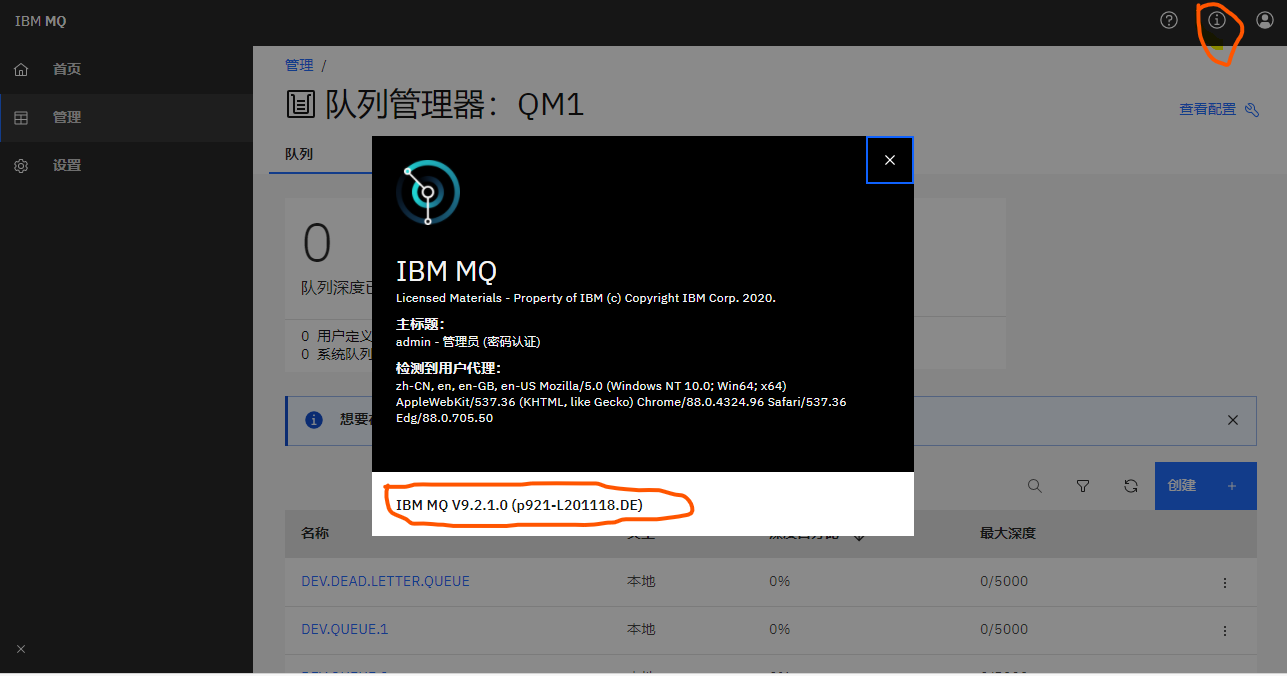 IBM MQ
首页
管理
设置
管理 /
队列管理器: QM1
查看配置
队列
0
队列深度
0 用户定义
0 系统队列
IBM MQ
Licensed Materials - Property of IBM (c) Copyright IBM Corp. 2020.
主标题:
admin - 管理员 (密码认证)
检测到用户代理:
zh-CN, en, en-GB, en-US Mozilla/5.0 (Windows NT 10.0; Win64; x64)
AppleWebKit/537.36 (KHTML, like Gecko) Chrome/88.0.4324.96 Safari/537.36
Edg/88.0.705.50
IBM MQ V9.2.1.0 (p921-L201118.DE)
想要
创建 +
名称 最大深度
DEV.DEAD.LETTER.QUEUE 本地 0% 0/5000
DEV.QUEUE.1 本地 0% 0/5000